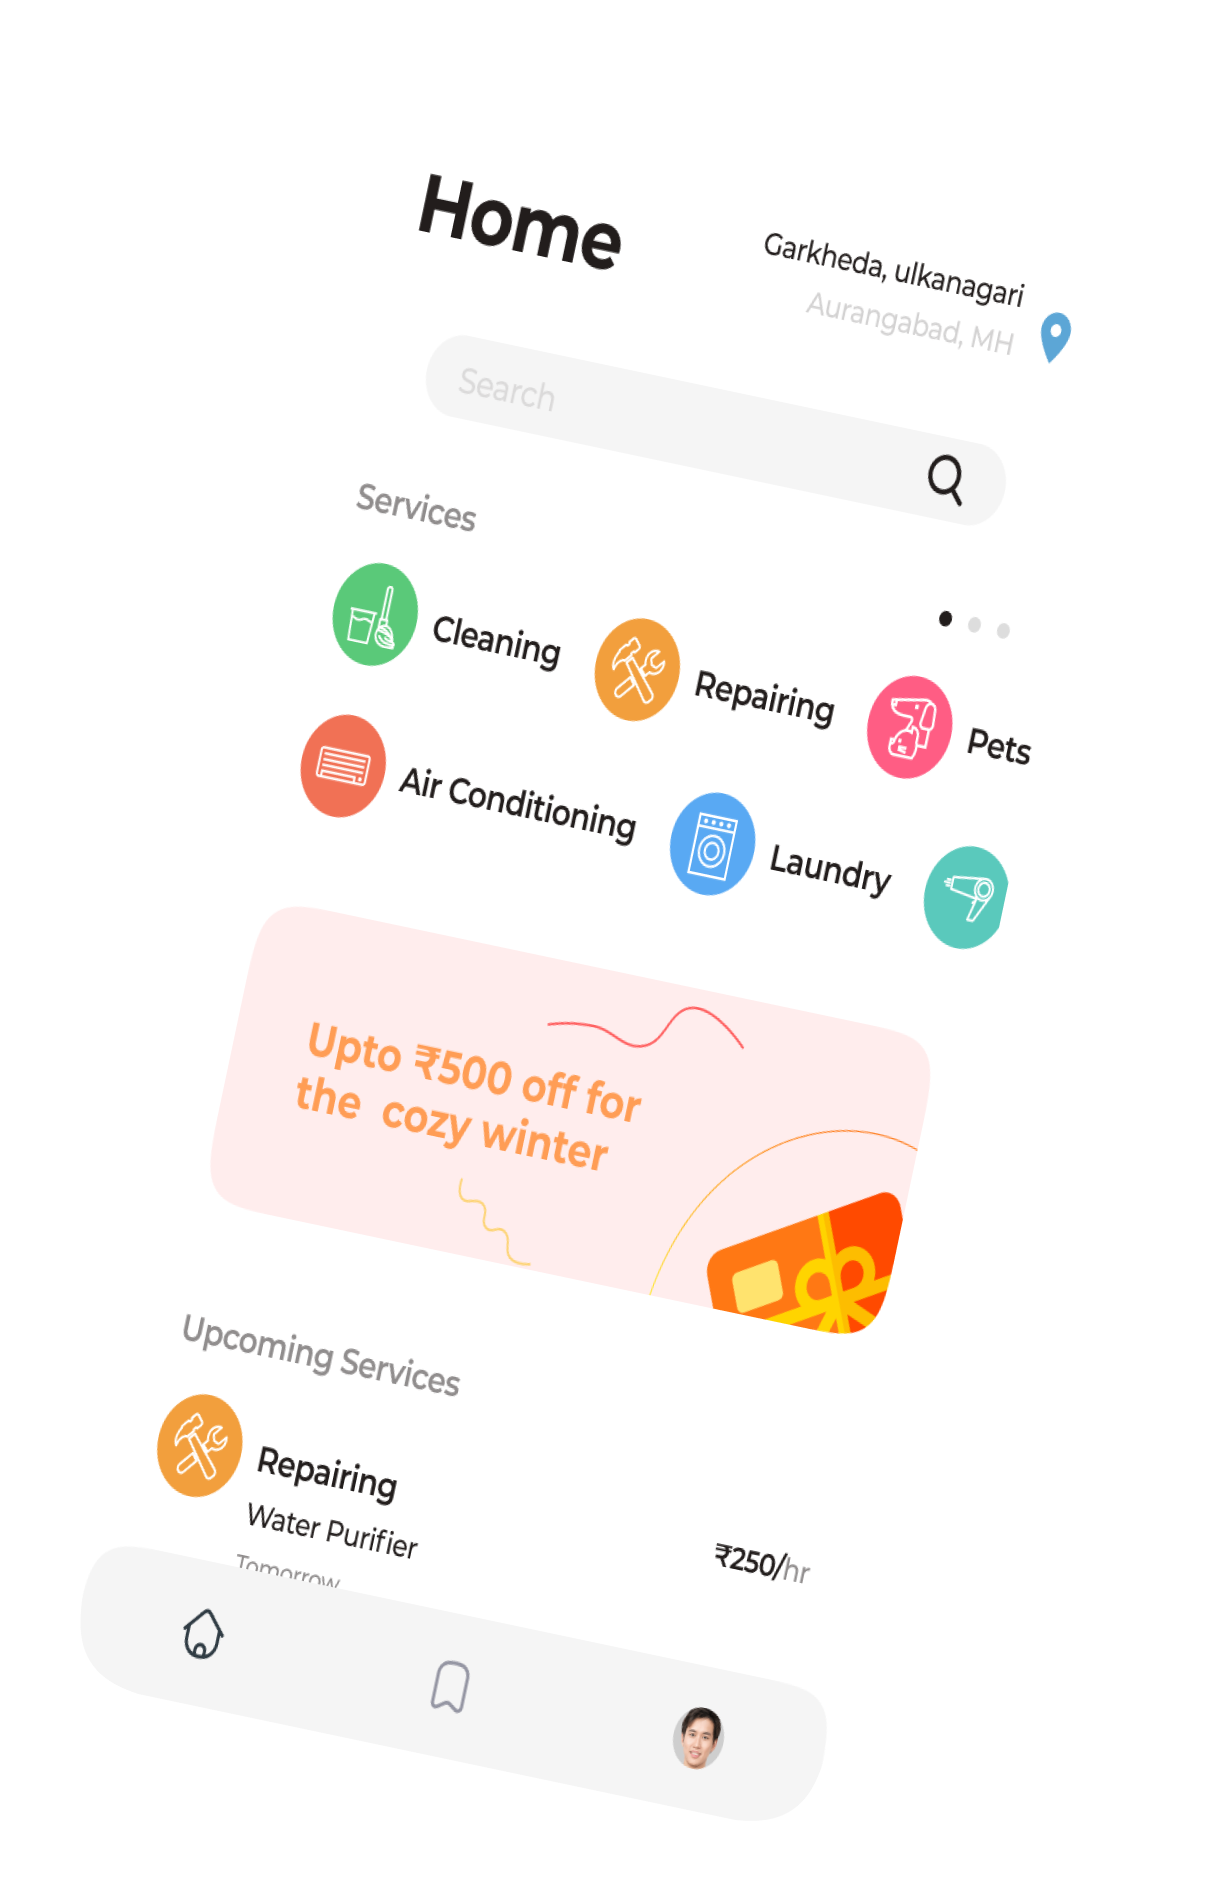 Home
Garkheda, ulkanagari
Aurangabad, MH
Search
Services
Cleaning
Repairing
Pets
Air Conditioning
Laundry
Upto ₹500 off for
the cozy winter
Upcoming Services
Repairing
Water Purifier
₹250/hr
Tomorrow